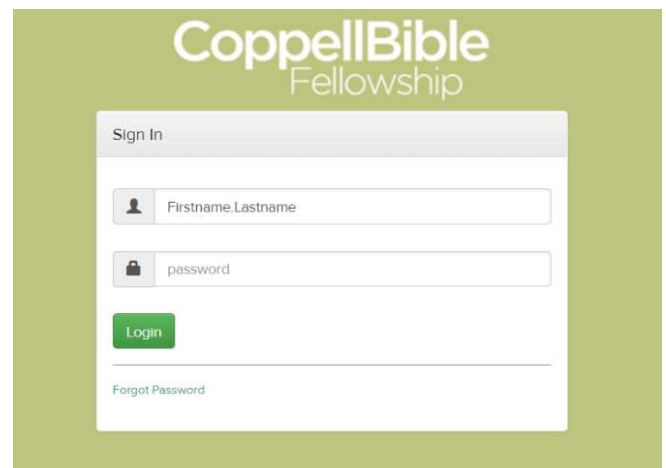 CoppellBible
Fellowship
Sign In
Firstname.Lastname
password
Login
Forgot Password